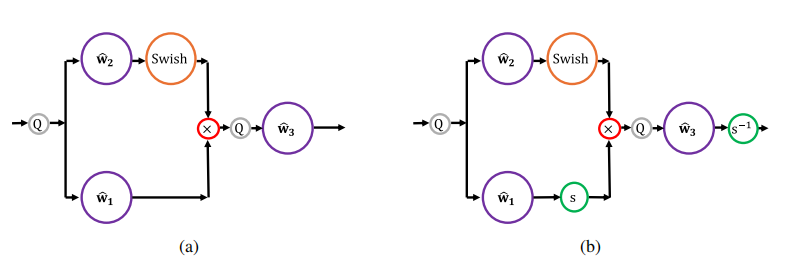 ŵ₂ Swish
Q × Q ŵ₃
ŵ₁
(a)
ŵ₂ Swish
Q × Q ŵ₃ s⁻¹
ŵ₁ s
(b)